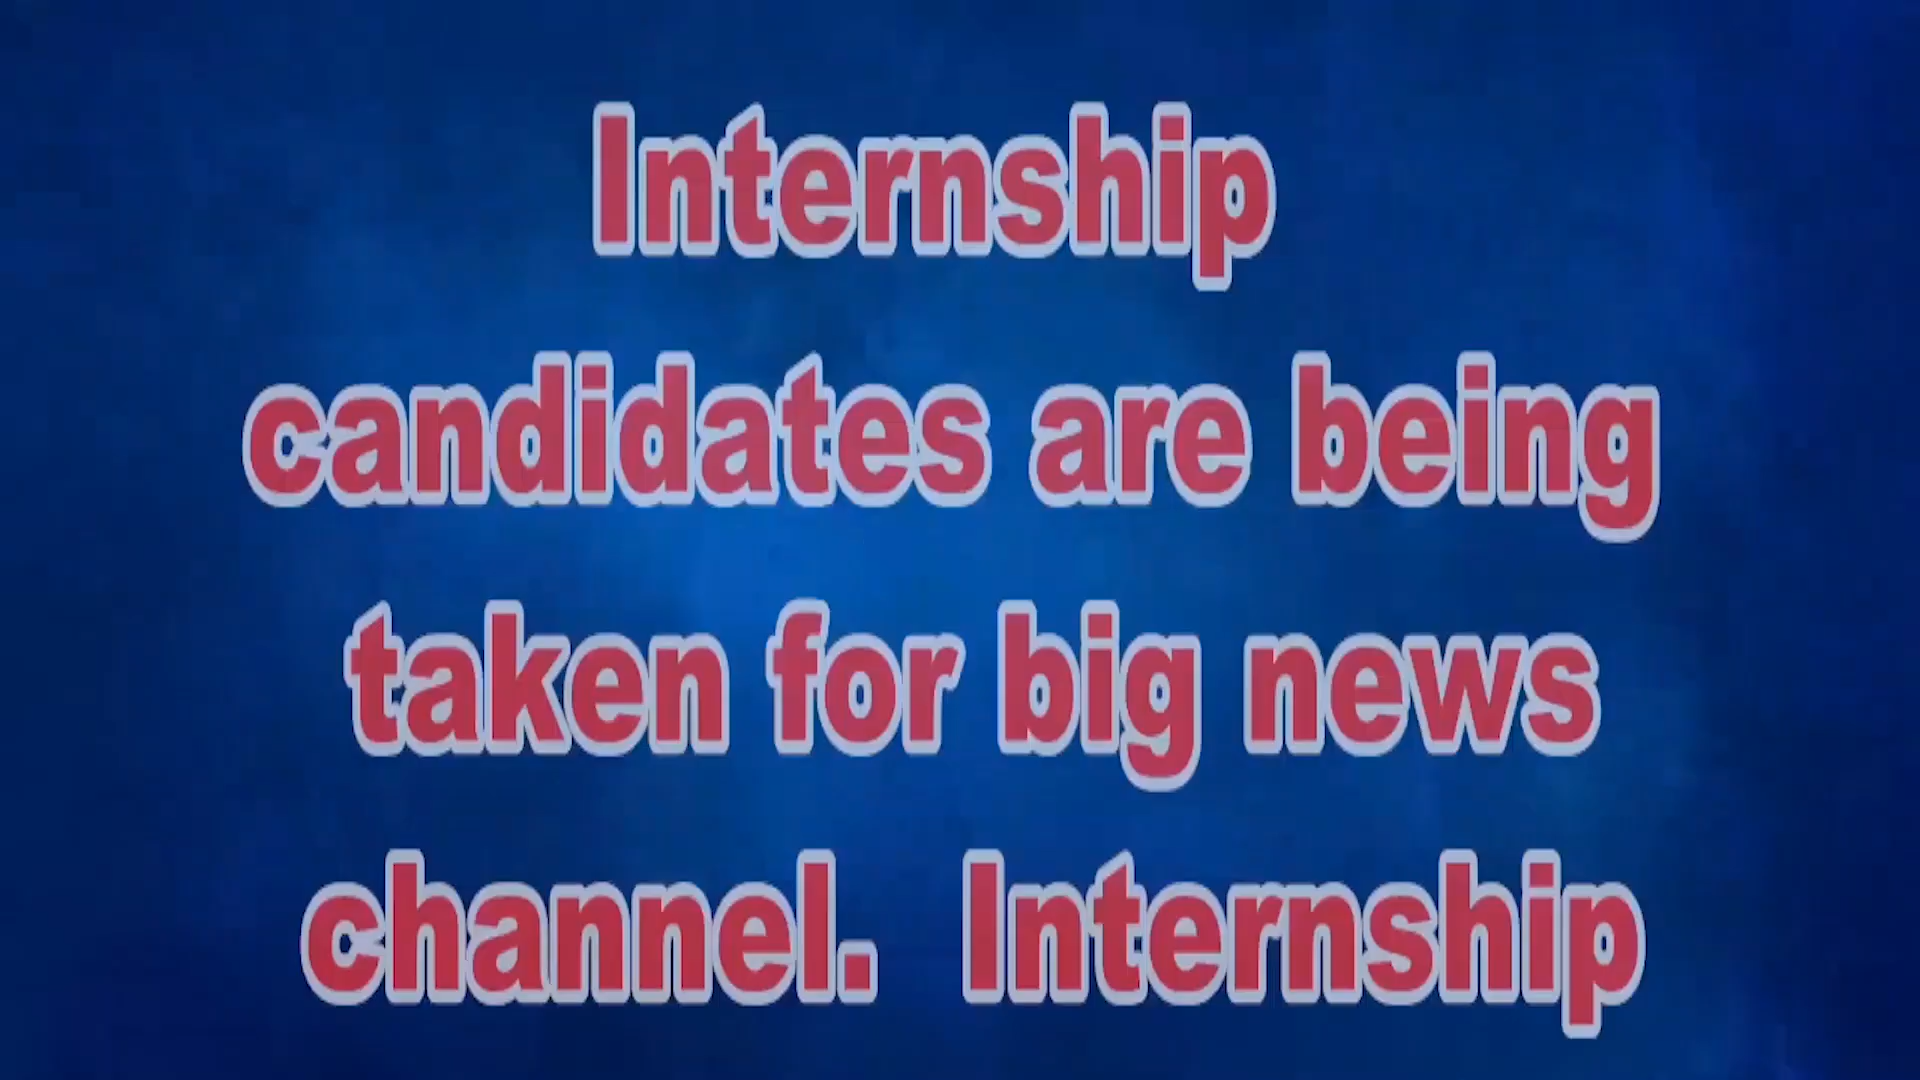 Internship
candidates are being
taken for big news
channel. Internship